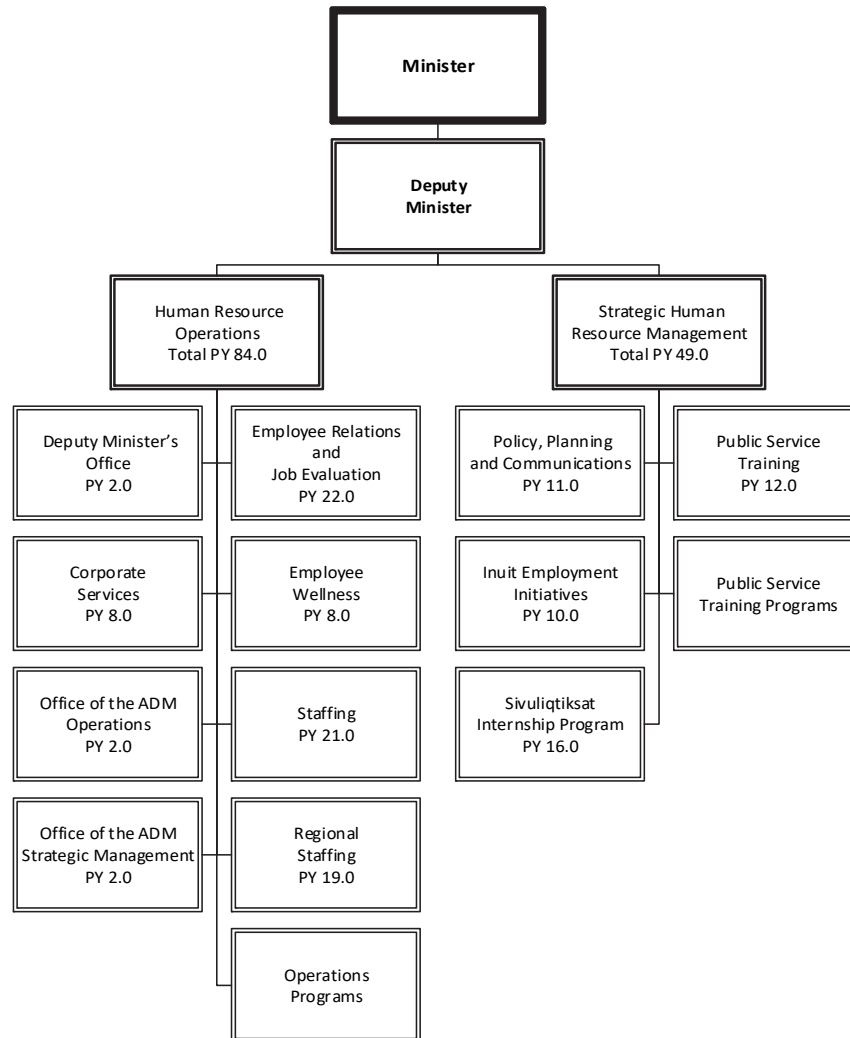 Minister
Deputy
Minister
Human Resource
Operations
Total PY 84.0
Strategic Human
Resource Management
Total PY 49.0
Deputy Minister’s
Office
PY 2.0
Employee Relations
and
Job Evaluation
PY 22.0
Policy, Planning
and Communications
PY 11.0
Public Service
Training
PY 12.0
Corporate
Services
PY 8.0
Employee
Wellness
PY 8.0
Inuit Employment
Initiatives
PY 10.0
Public Service
Training Programs
Office of the ADM
Operations
PY 2.0
Staffing
PY 21.0
Sivuliqtiksat
Internship Program
PY 16.0
Office of the ADM
Strategic Management
PY 2.0
Regional
Staffing
PY 19.0
Operations
Programs